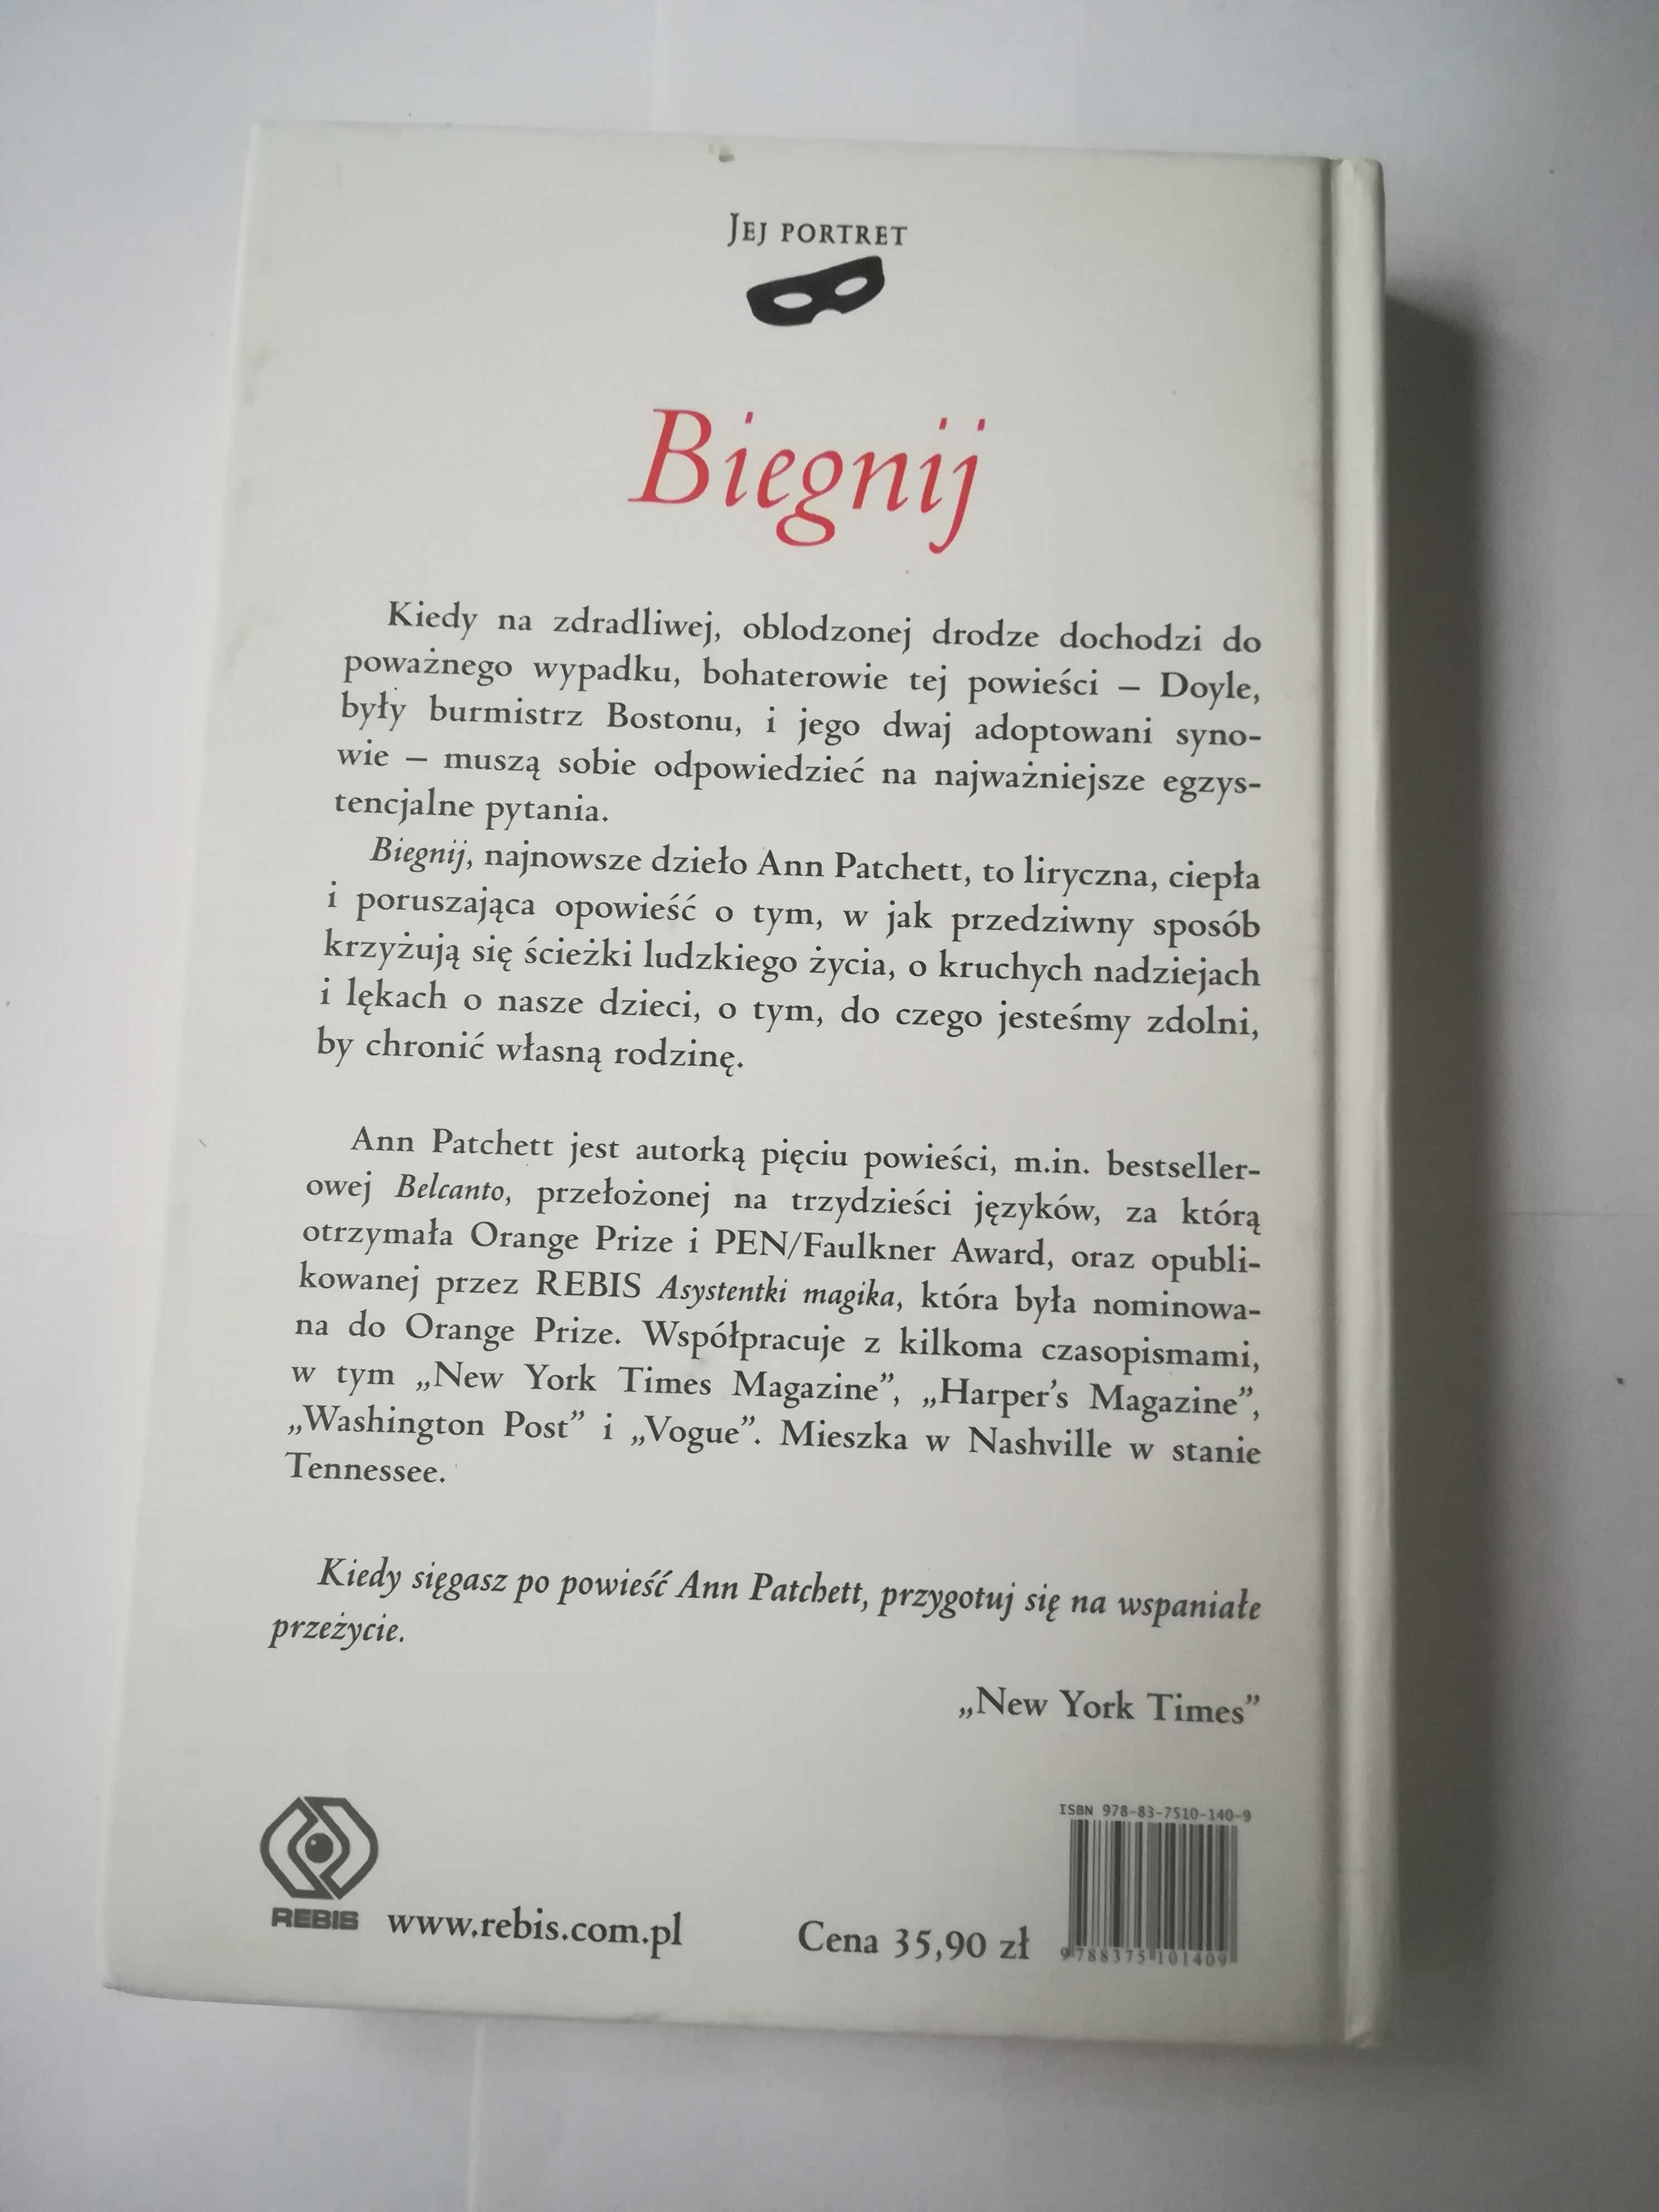 JEJ PORTRET
Biegnij
Kiedy na zdradliwej, oblodzonej drodze dochodzi do
poważnego wypadku, bohaterowie tej powieści – Doyle,
były burmistrz Bostonu, i jego dwaj adoptowani syno-
wie – muszą sobie odpowiedzieć na najważniejsze egzys-
tencjalne pytania.
Biegnij, najnowsze dzieło Ann Patchett, to liryczna, ciepła
i poruszająca opowieść o tym, w jak przedziwny sposób
krzyżują się ścieżki ludzkiego życia, o kruchych nadziejach
i lękach o nasze dzieci, o tym, do czego jesteśmy zdolni,
by chronić własną rodzinę.
Ann Patchett jest autorką pięciu powieści, m.in. bestseller-
owej Belcanto, przełożonej na trzydzieści języków, za którą
otrzymała Orange Prize i PEN/Faulkner Award, oraz opubli-
kowanej przez REBIS Asystentki magika, która była nominowa-
na do Orange Prize. Współpracuje z kilkoma czasopismami,
w tym „New York Times Magazine”, „Harper’s Magazine”,
„Washington Post” i „Vogue”. Mieszka w Nashville w stanie
Tennessee.
Kiedy sięgasz po powieść Ann Patchett, przygotuj się na wspaniałe
przeżycie.
„New York Times”
ISBN 978-83-7510-140-9
REBIS www.rebis.com.pl Cena 35,90 zł
9788375101409